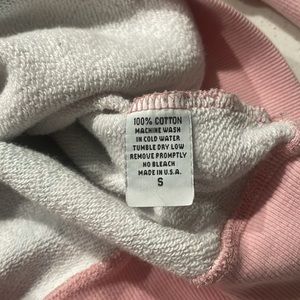 100% COTTON
MACHINE WASH
IN COLD WATER
TUMBLE DRY LOW
REMOVE PROMPTLY
NO BLEACH
MADE IN U.S.A.
S